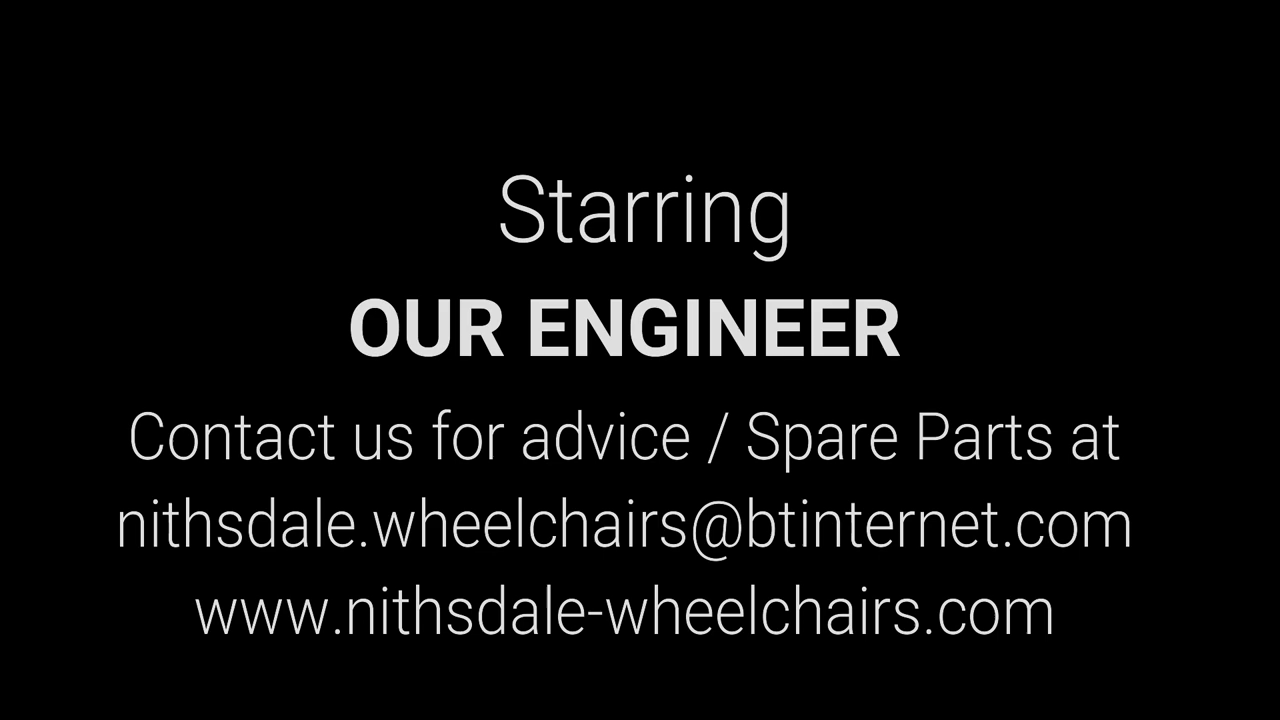 Starring
OUR ENGINEER
Contact us for advice / Spare Parts at
nithsdale.wheelchairs@btinternet.com
www.nithsdale-wheelchairs.com